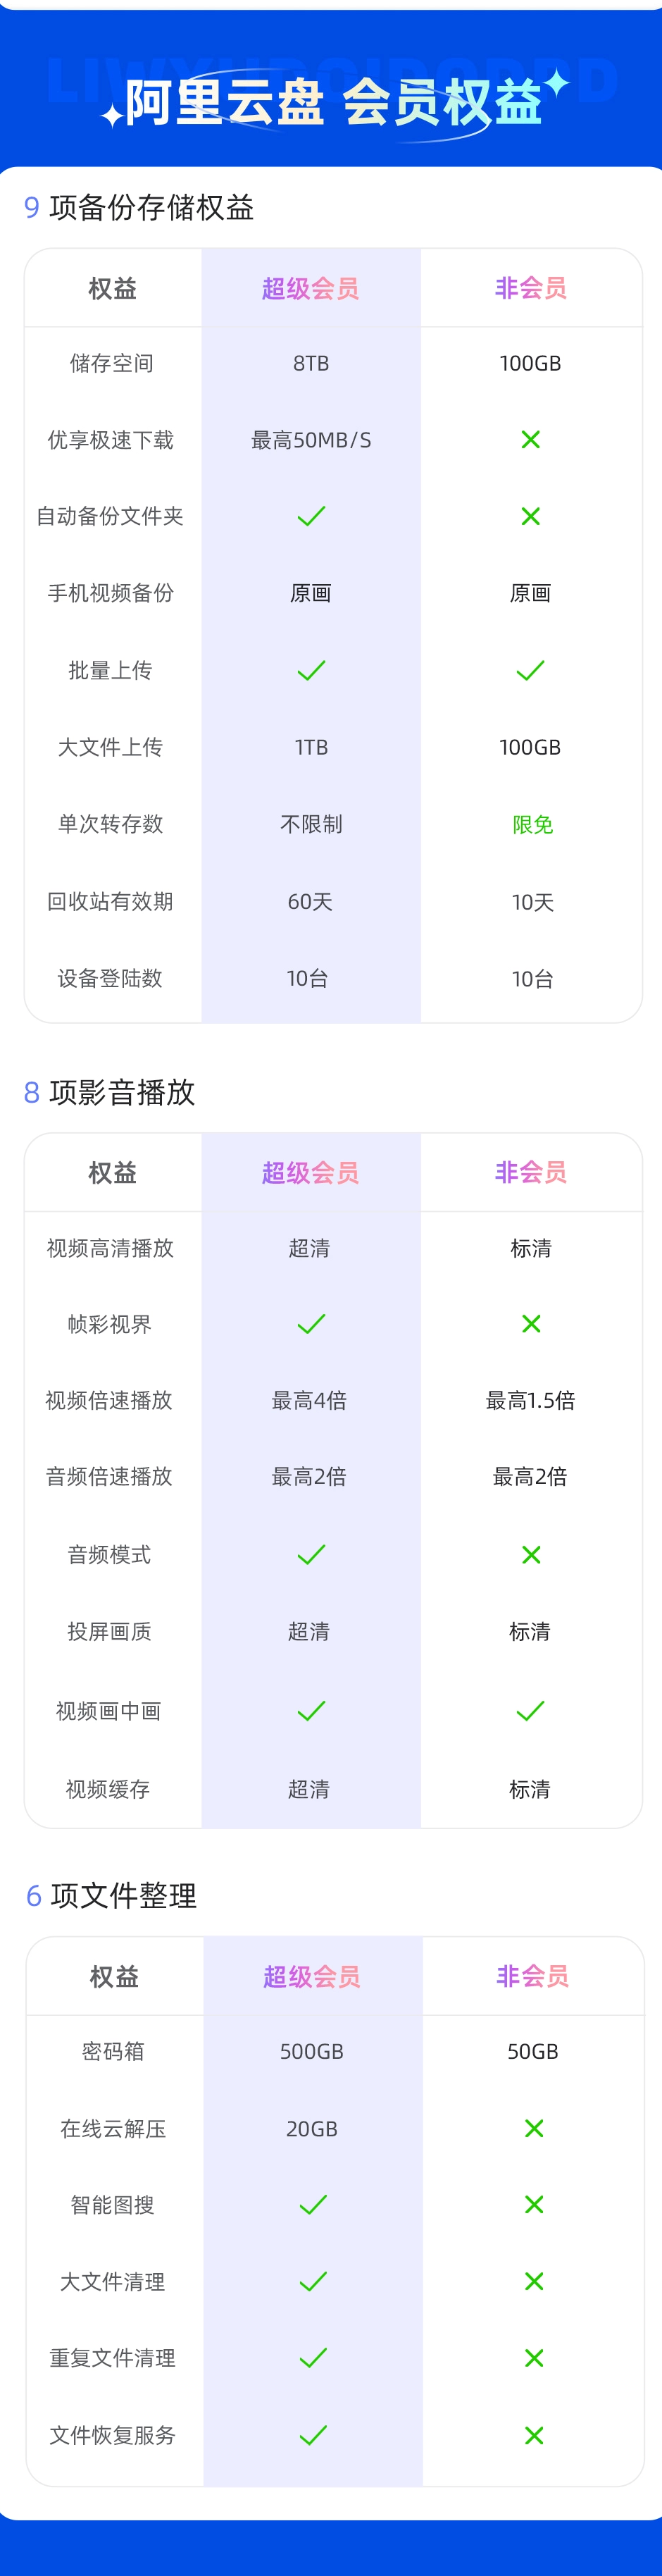 阿里云盘 会员权益
9 项备份存储权益
权益 超级会员 非会员
储存空间 8TB 100GB
优享极速下载 最高50MB/S ×
自动备份文件夹 ✓ ×
手机视频备份 原画 原画
批量上传 ✓ ✓
大文件上传 1TB 100GB
单次转存数 不限制 限免
回收站有效期 60天 10天
设备登陆数 10台 10台
8 项影音播放
权益 超级会员 非会员
视频高清播放 超清 标清
帧彩视界 ✓ ×
视频倍速播放 最高4倍 最高1.5倍
音频倍速播放 最高2倍 最高2倍
音频模式 ✓ ×
投屏画质 超清 标清
视频画中画 ✓ ✓
视频缓存 超清 标清
6 项文件整理
权益 超级会员 非会员
密码箱 500GB 50GB
在线云解压 20GB ×
智能图搜 ✓ ×
大文件清理 ✓ ×
重复文件清理 ✓ ×
文件恢复服务 ✓ ×